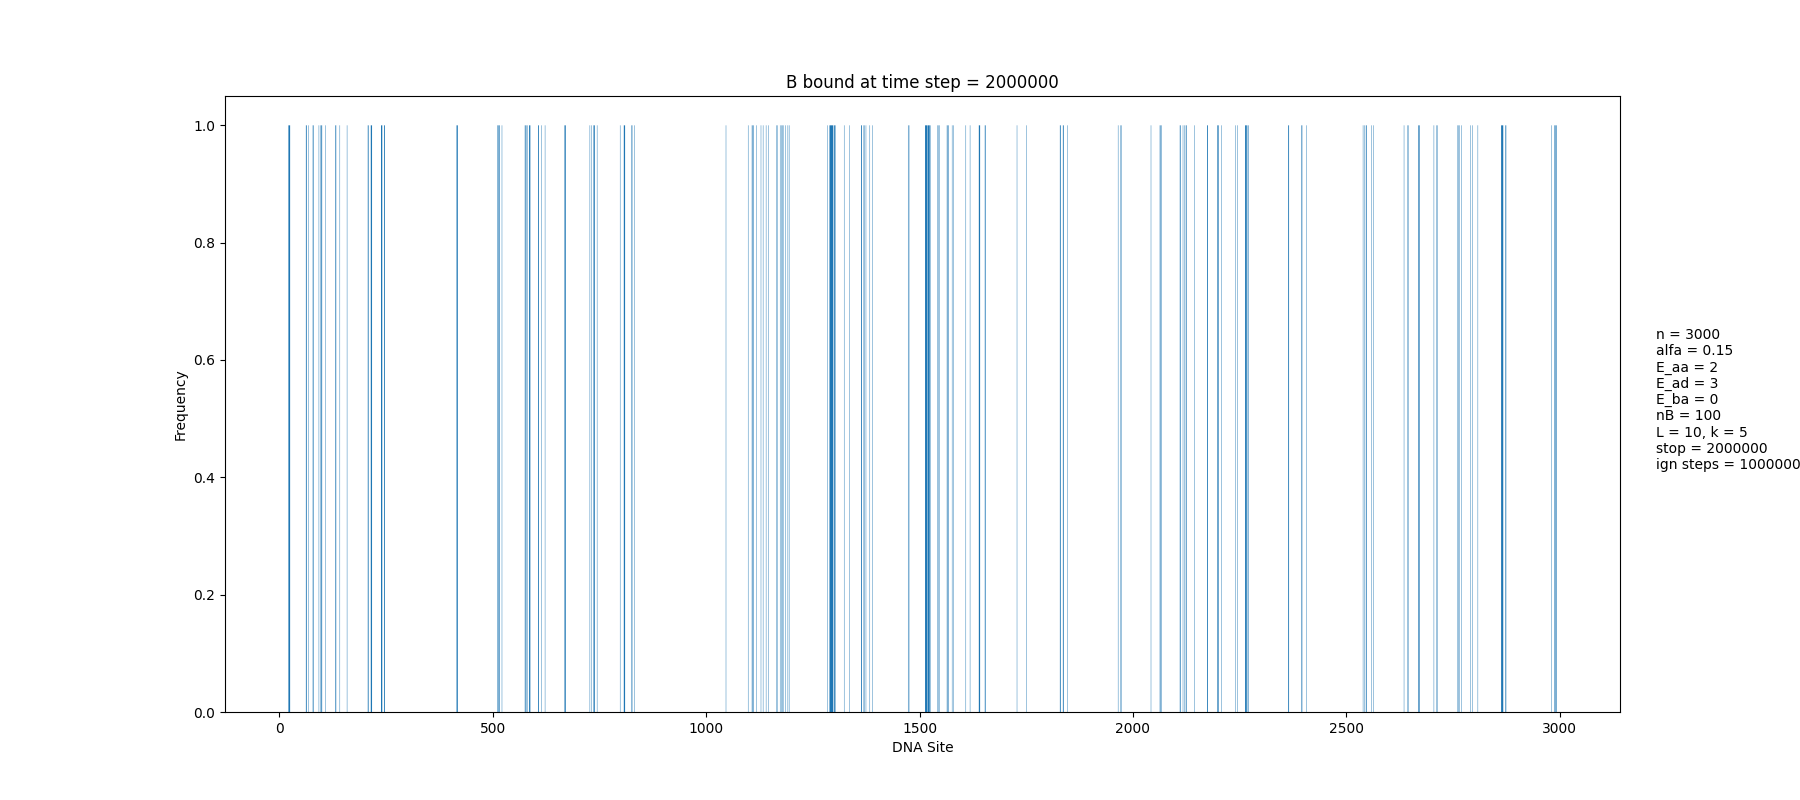 B bound at time step = 2000000
1.0
0.8
0.6
0.4
0.2
0.0
Frequency
0 500 1000 1500 2000 2500 3000
DNA Site
n = 3000
alfa = 0.15
E_aa = 2
E_ad = 3
E_ba = 0
nB = 100
L = 10, k = 5
stop = 2000000
ign steps = 1000000